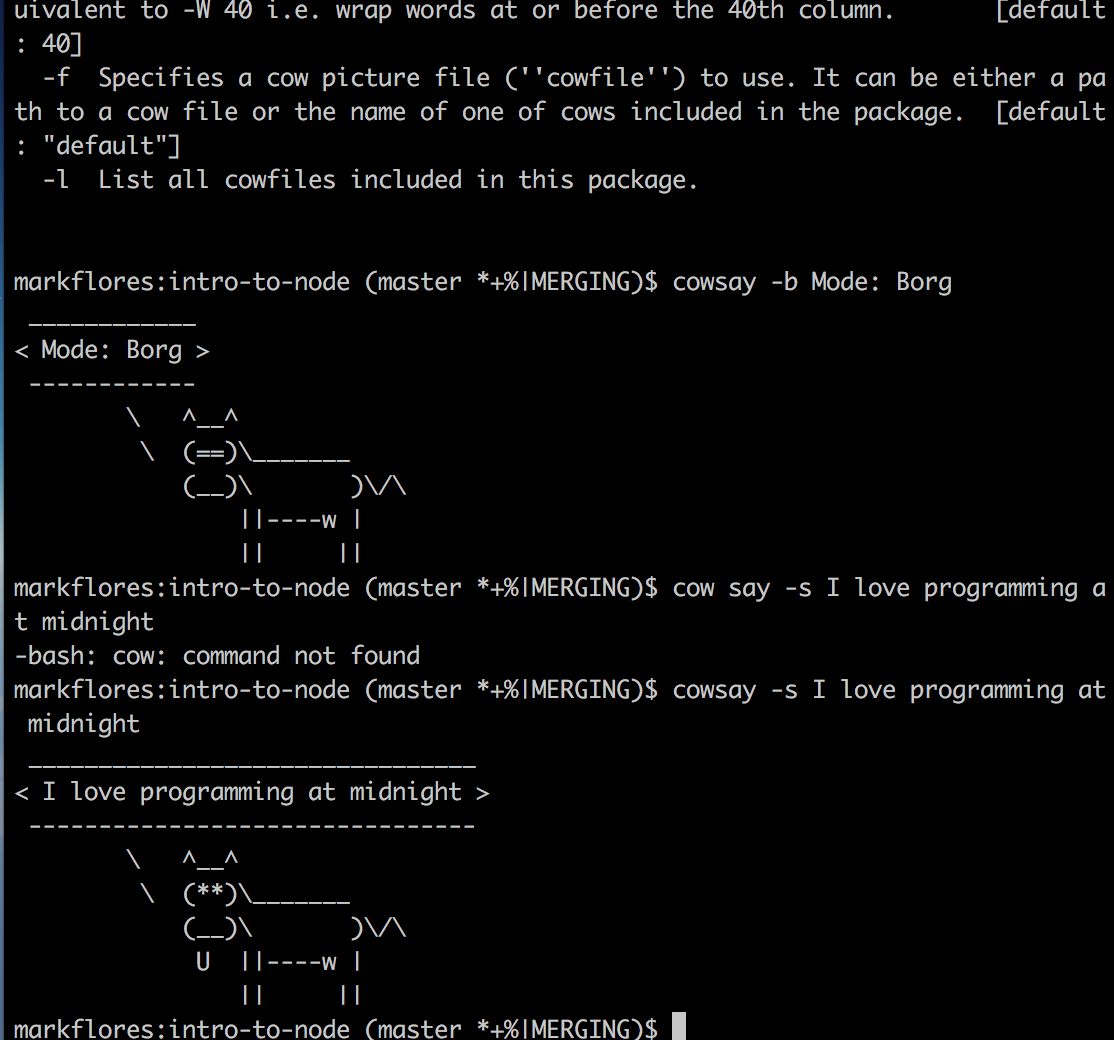 uivalent to -W 40 i.e. wrap words at or before the 40th column.       [default
: 40]
  -f  Specifies a cow picture file (''cowfile'') to use. It can be either a pa
th to a cow file or the name of one of cows included in the package.  [default
: "default"]
  -l  List all cowfiles included in this package.

markflores:intro-to-node (master *+%|MERGING)$ cowsay -b Mode: Borg
 ____________
< Mode: Borg >
 ------------
        \   ^__^
         \  (==)\_______
            (__)\       )\/\
                ||----w |
                ||     ||
markflores:intro-to-node (master *+%|MERGING)$ cow say -s I love programming a
t midnight
-bash: cow: command not found
markflores:intro-to-node (master *+%|MERGING)$ cowsay -s I love programming at
 midnight
 ________________________________
< I love programming at midnight >
 --------------------------------
        \   ^__^
         \  (**)\_______
            (__)\       )\/\
             U  ||----w |
                ||     ||
markflores:intro-to-node (master *+%|MERGING)$